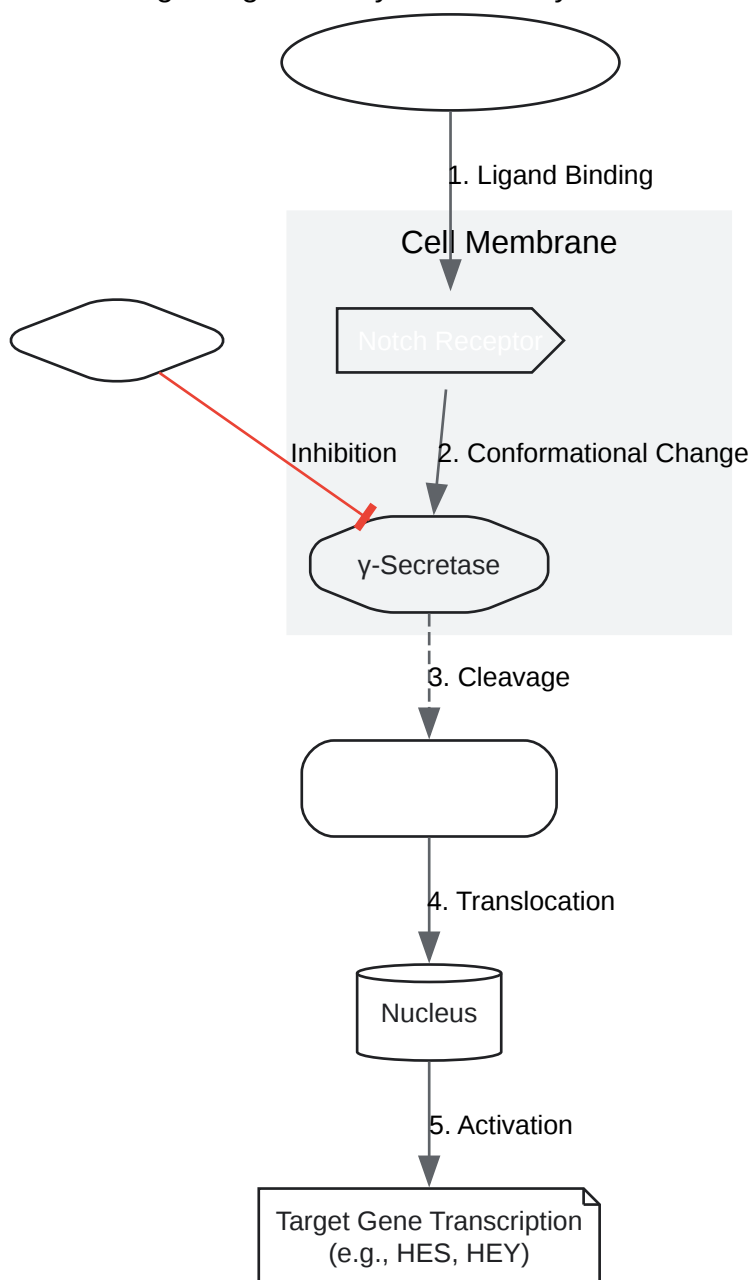 1. Ligand Binding
Cell Membrane
Notch Receptor
Inhibition
2. Conformational Change
γ-Secretase
3. Cleavage
4. Translocation
Nucleus
5. Activation
Target Gene Transcription
(e.g., HES, HEY)